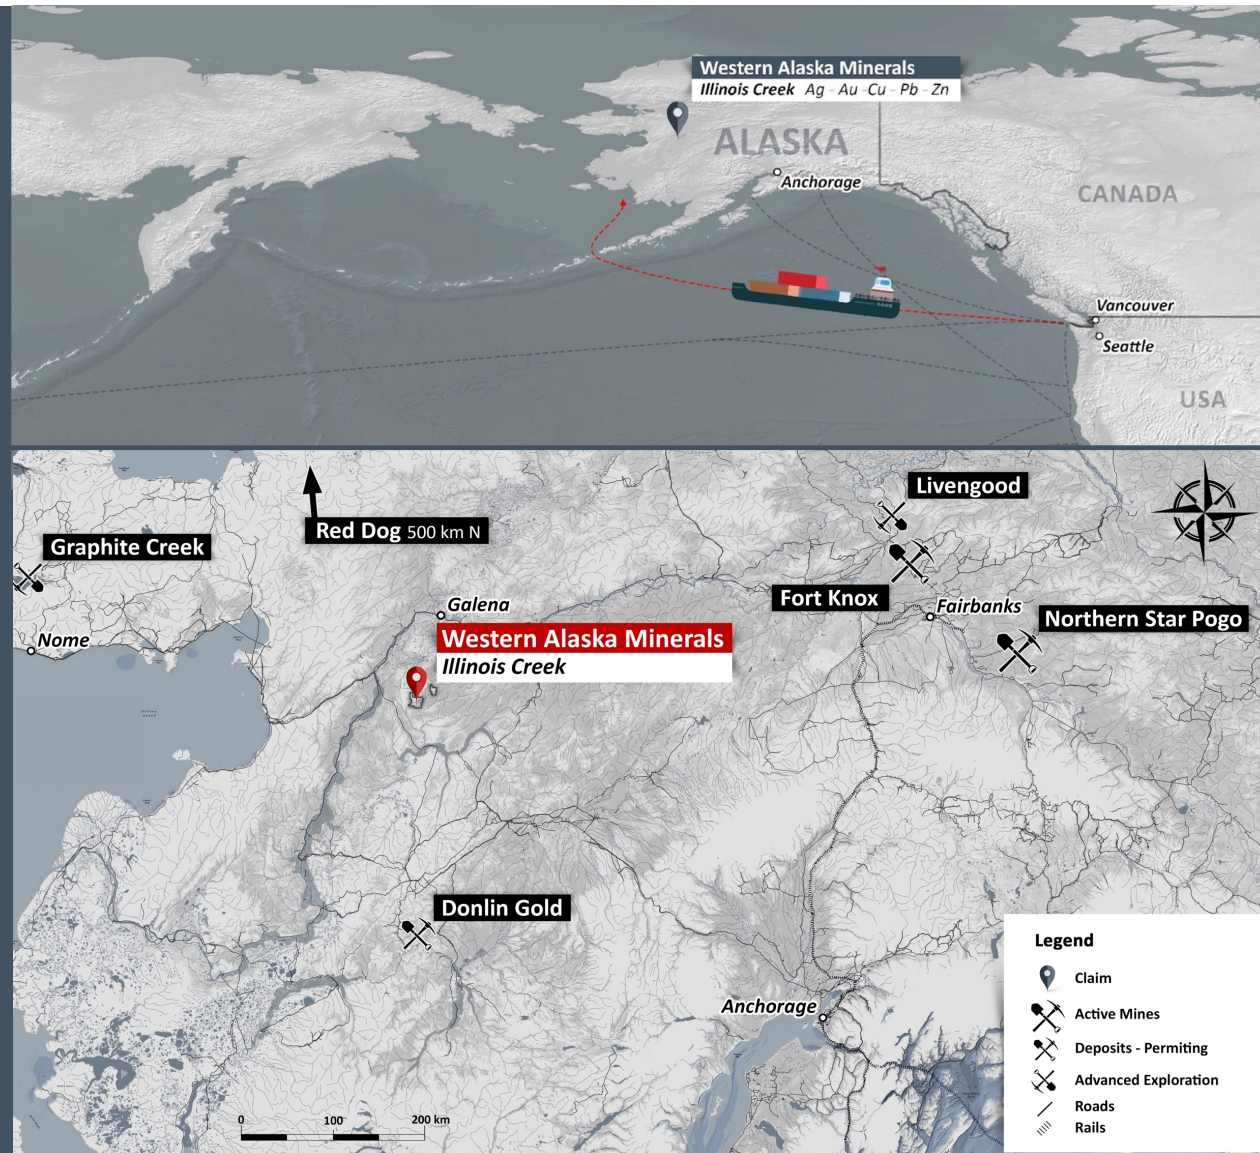 Western Alaska Minerals
Illinois Creek Ag - Au - Cu - Pb - Zn
ALASKA
Anchorage
CANADA
Vancouver
Seattle
USA
Livengood
Red Dog 500 km N
Graphite Creek
Fort Knox
Galena
Fairbanks
Northern Star Pogo
Nome
Western Alaska Minerals
Illinois Creek
Donlin Gold
Anchorage
Legend
Claim
Active Mines
Deposits - Permiting
Advanced Exploration
Roads
Rails
0 100 200 km